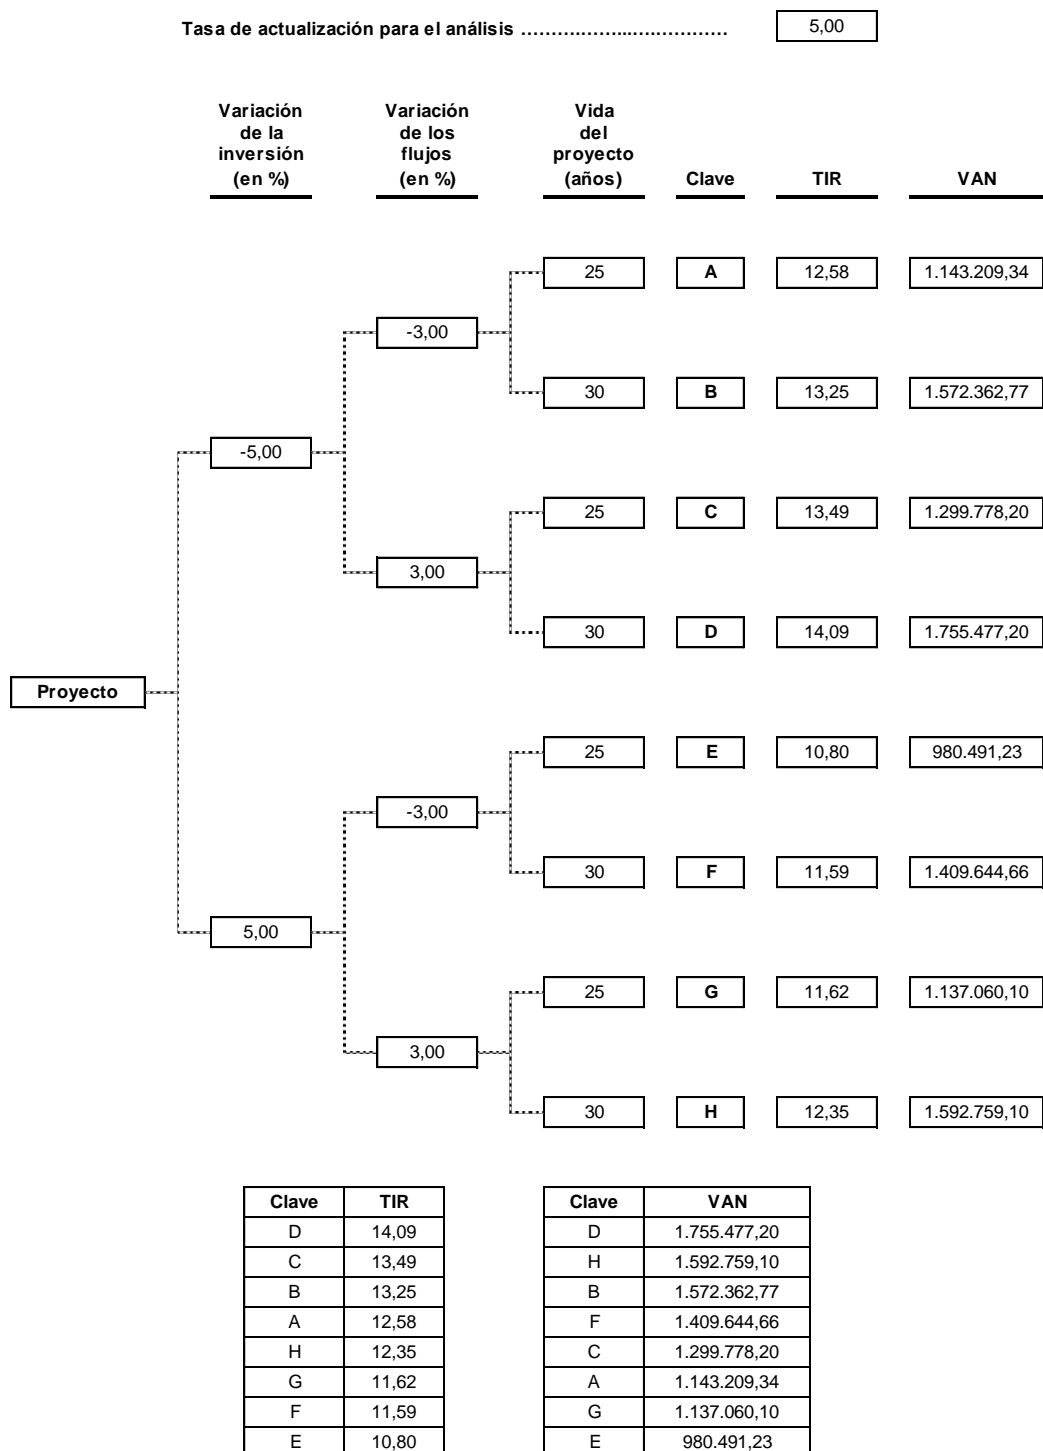 Tasa de actualización para el análisis ……….……...….………… 5,00
Variación de la inversión (en %)
Variación de los flujos (en %)
Vida del proyecto (años)
Clave
TIR
VAN
25 A 12,58 1.143.209,34
-3,00
30 B 13,25 1.572.362,77
-5,00
25 C 13,49 1.299.778,20
3,00
30 D 14,09 1.755.477,20
Proyecto
25 E 10,80 980.491,23
-3,00
30 F 11,59 1.409.644,66
5,00
25 G 11,62 1.137.060,10
3,00
30 H 12,35 1.592.759,10
Clave TIR
D 14,09
C 13,49
B 13,25
A 12,58
H 12,35
G 11,62
F 11,59
E 10,80
Clave VAN
D 1.755.477,20
H 1.592.759,10
B 1.572.362,77
F 1.409.644,66
C 1.299.778,20
A 1.143.209,34
G 1.137.060,10
E 980.491,23